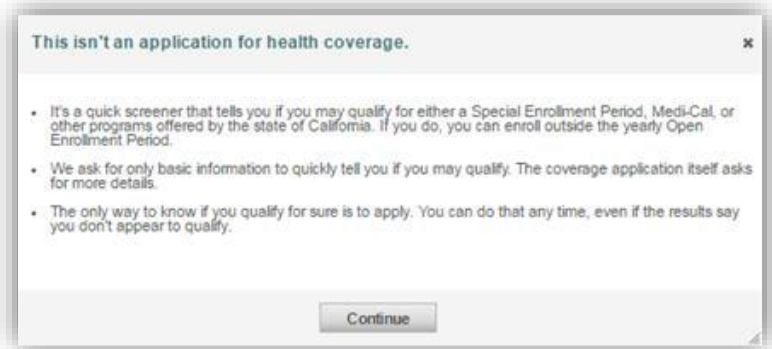 This isn't an application for health coverage.
×
• It's a quick screener that tells you if you may qualify for either a Special Enrollment Period, Medi-Cal, or
other programs offered by the state of California. If you do, you can enroll outside the yearly Open
Enrollment Period.
• We ask for only basic information to quickly tell you if you may qualify. The coverage application itself asks
for more details.
• The only way to know if you qualify for sure is to apply. You can do that any time, even if the results say
you don't appear to qualify.
Continue